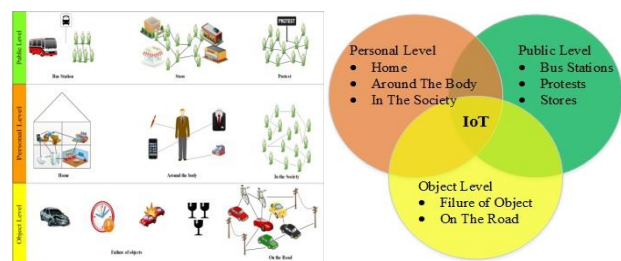 Public Level
PROTEST
Bus Station
Store
Protest
Personal Level
Home
Around the body
In the Society
Object Level
Failure of objects
On the Road
Personal Level
• Home
• Around The Body
• In The Society
Public Level
• Bus Stations
• Protests
• Stores
IoT
Object Level
• Filure of Object
• On The Road